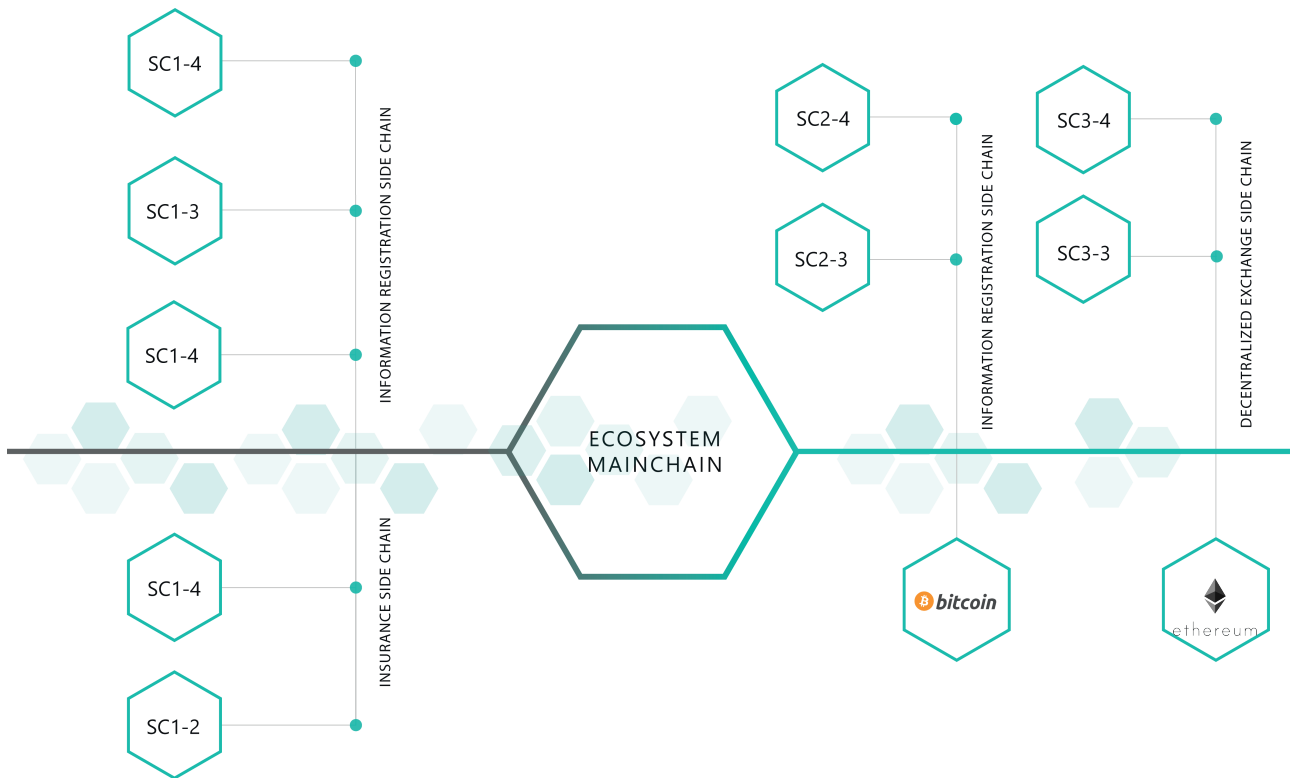 SC1-4
SC1-3
SC1-4
INFORMATION REGISTRATION SIDE CHAIN
SC2-4
SC2-3
INFORMATION REGISTRATION SIDE CHAIN
SC3-4
SC3-3
DECENTRALIZED EXCHANGE SIDE CHAIN
ECOSYSTEM
MAINCHAIN
SC1-4
SC1-2
INSURANCE SIDE CHAIN
bitcoin
ethereum